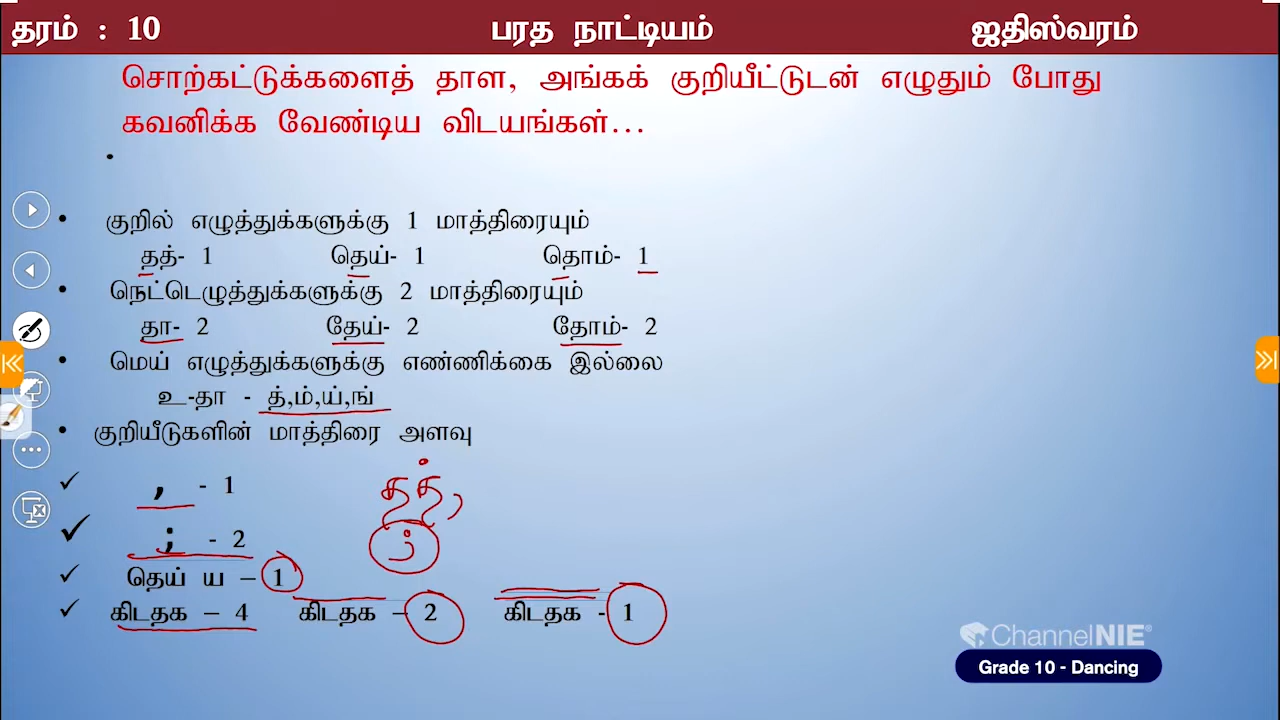 தரம் : 10 பரத நாட்டியம் ஜதிஸ்வரம்
சொற்கட்டுக்களைத் தாள, அங்கக் குறியீட்டுடன் எழுதும் போது
கவனிக்க வேண்டிய விடயங்கள்...
• குறில் எழுத்துக்களுக்கு 1 மாத்திரையும்
தத்- 1 தெய்- 1 தொம்- 1
• நெட்டெழுத்துக்களுக்கு 2 மாத்திரையும்
தா- 2 தேய்- 2 தோம்- 2
• மெய் எழுத்துக்களுக்கு எண்ணிக்கை இல்லை
உ-தா - த்,ம்,ய்,ங்
• குறியீடுகளின் மாத்திரை அளவு
✓ , - 1
தத்,
✓ ; - 2
✓ தெய் ய – 1
✓ கிடதக – 4 கிடதக – 2 கிடதக - 1
ChannelNIE®
Grade 10 - Dancing